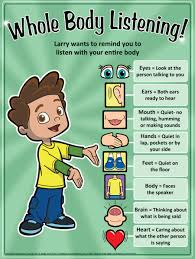 Whole Body Listening!
Larry wants to remind you to
listen with your entire body
Eyes = Look at the
person talking to you
Ears = Both ears
ready to hear
Mouth = Quiet- no
talking, humming
or making sounds
Hands = Quiet in
lap, pockets or by
your side
Feet = Quiet on the
floor
Body = Faces
the speaker
Brain = Thinking about
what is being said
Heart = Caring about
what the other person
is saying